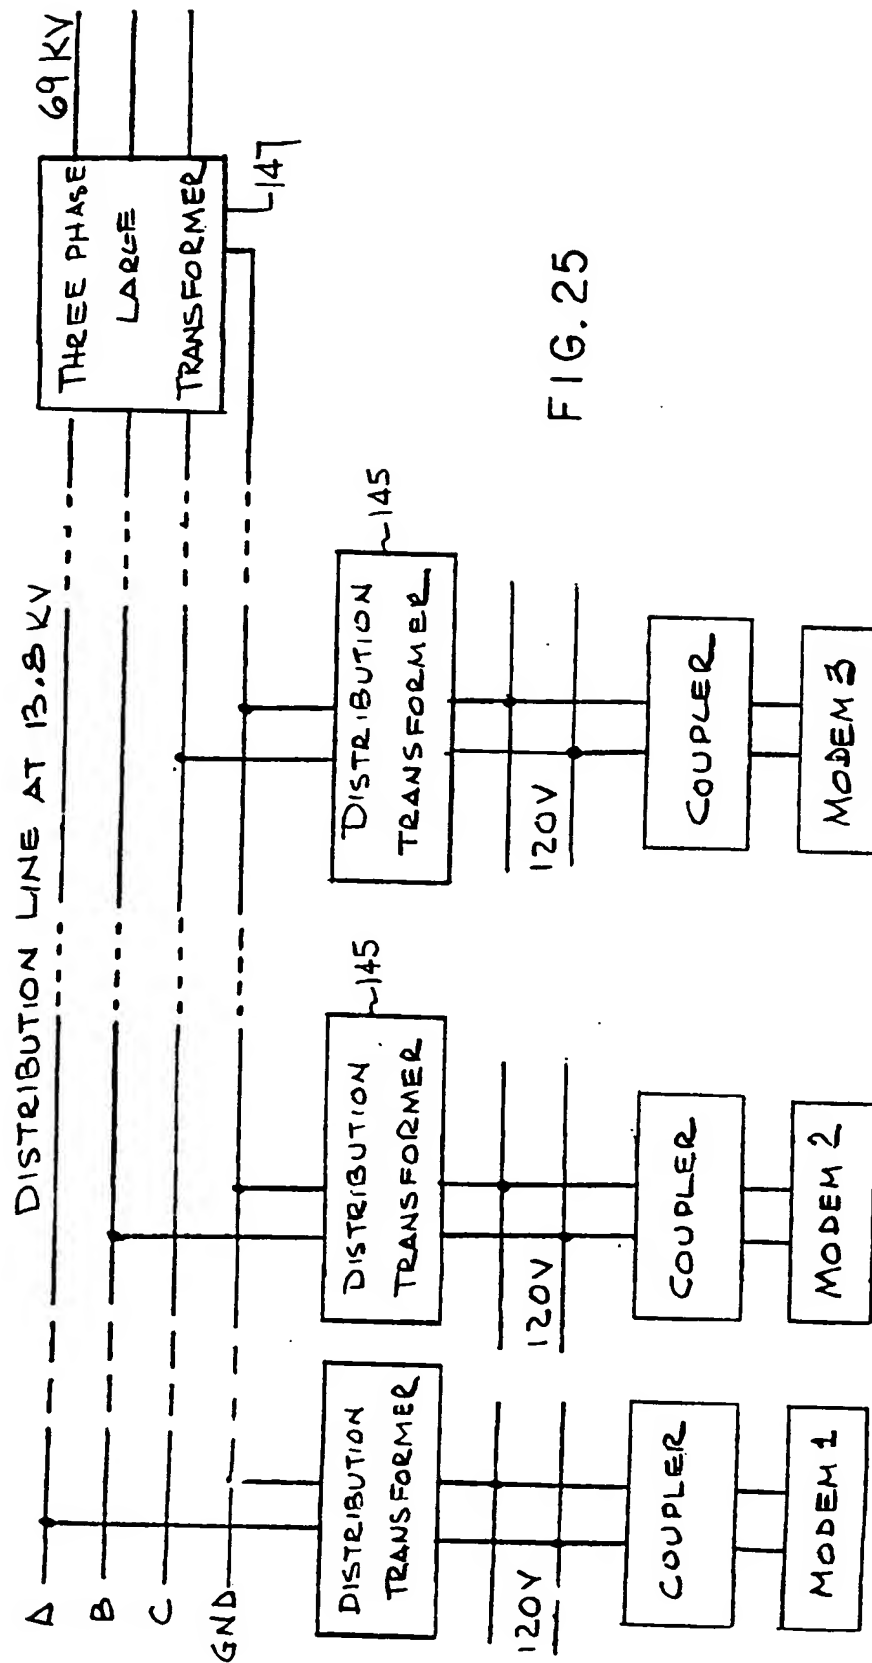 DISTRIBUTION LINE AT 13.8 KV
69 KV
A
B
C
GND
THREE PHASE
LARGE
TRANSFORMER
147
DISTRIBUTION
TRANSFORMER
DISTRIBUTION
TRANSFORMER
145
DISTRIBUTION
TRANSFORMER
145
120V
120V
120V
COUPLER
COUPLER
COUPLER
MODEM 1
MODEM 2
MODEM 3
FIG. 25